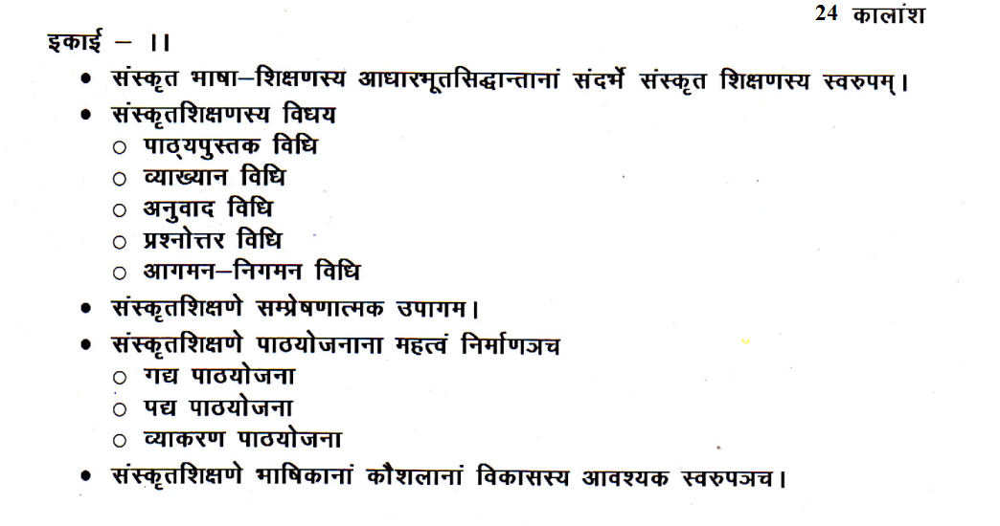 24 कालांश
इकाई – ।।
• संस्कृत भाषा–शिक्षणस्य आधारभूतसिद्धान्तानां संदर्भे संस्कृत शिक्षणस्य स्वरुपम्।
• संस्कृतशिक्षणस्य विधय
○ पाठ्यपुस्तक विधि
○ व्याख्यान विधि
○ अनुवाद विधि
○ प्रश्नोत्तर विधि
○ आगमन–निगमन विधि
• संस्कृतशिक्षणे सम्प्रेषणात्मक उपागम।
• संस्कृतशिक्षणे पाठयोजनाना महत्वं निर्माणञच
○ गद्य पाठयोजना
○ पद्य पाठयोजना
○ व्याकरण पाठयोजना
• संस्कृतशिक्षणे भाषिकानां कौशलानां विकासस्य आवश्यक स्वरुपञच।